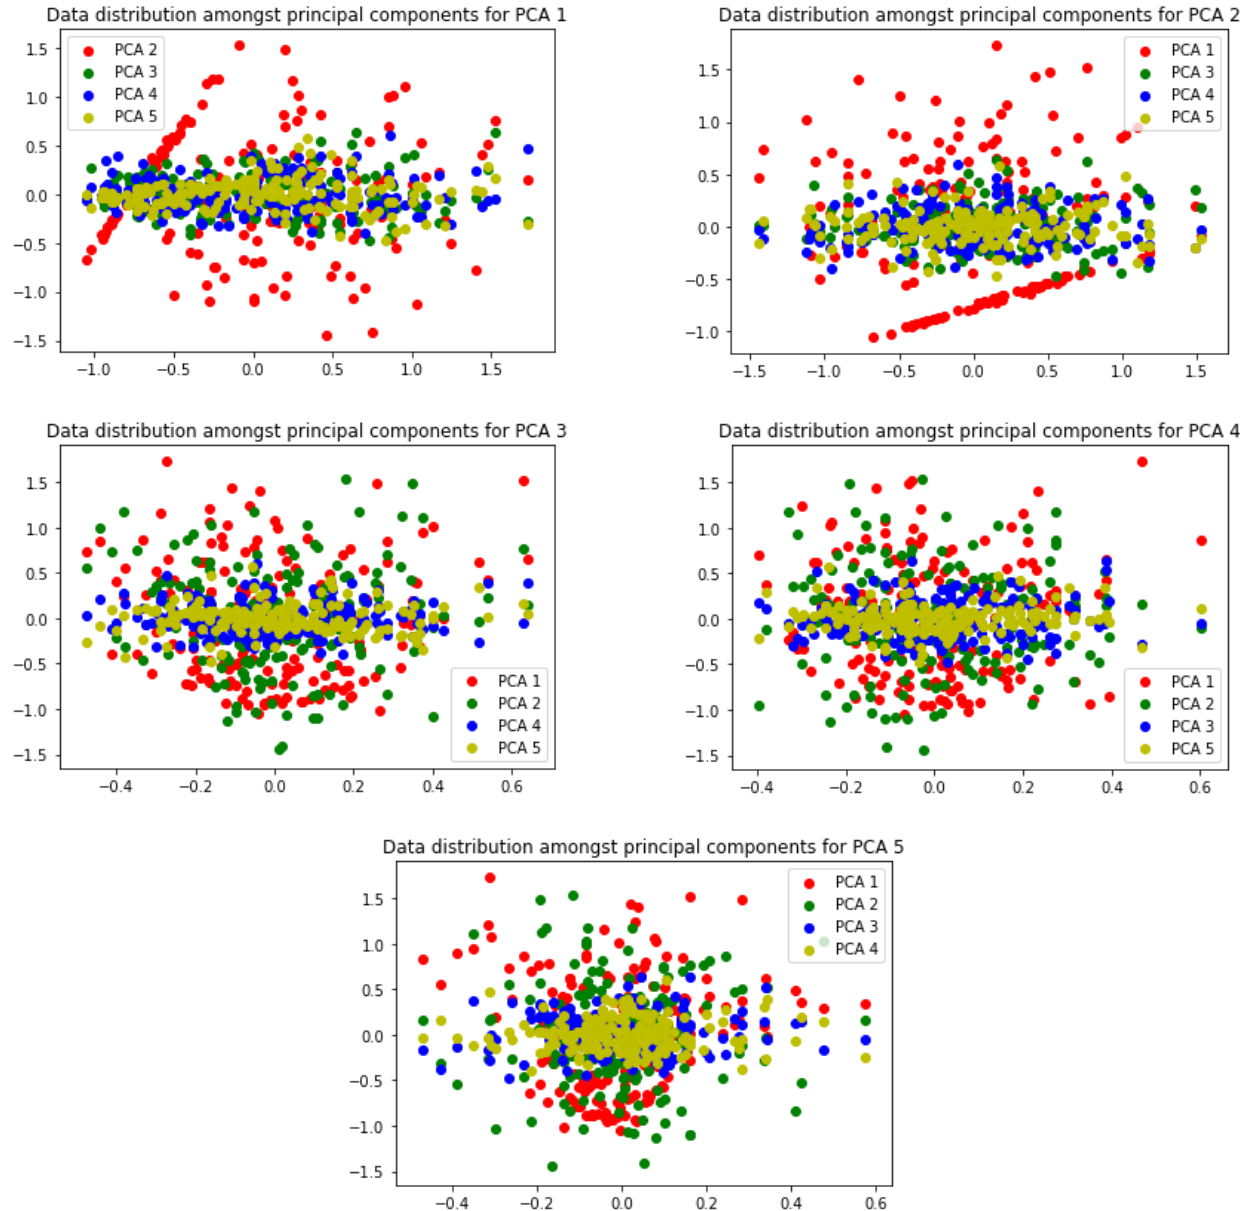 Data distribution amongst principal components for PCA 1
1.5
1.0
0.5
0.0
−0.5
−1.0
−1.5
PCA 2
PCA 3
PCA 4
PCA 5
−1.0 −0.5 0.0 0.5 1.0 1.5
Data distribution amongst principal components for PCA 2
1.5
1.0
0.5
0.0
−0.5
−1.0
PCA 1
PCA 3
PCA 4
PCA 5
−1.5 −1.0 −0.5 0.0 0.5 1.0 1.5
Data distribution amongst principal components for PCA 3
1.5
1.0
0.5
0.0
−0.5
−1.0
−1.5
PCA 1
PCA 2
PCA 4
PCA 5
−0.4 −0.2 0.0 0.2 0.4 0.6
Data distribution amongst principal components for PCA 4
1.5
1.0
0.5
0.0
−0.5
−1.0
−1.5
PCA 1
PCA 2
PCA 3
PCA 5
−0.4 −0.2 0.0 0.2 0.4 0.6
Data distribution amongst principal components for PCA 5
1.5
1.0
0.5
0.0
−0.5
−1.0
−1.5
PCA 1
PCA 2
PCA 3
PCA 4
−0.4 −0.2 0.0 0.2 0.4 0.6